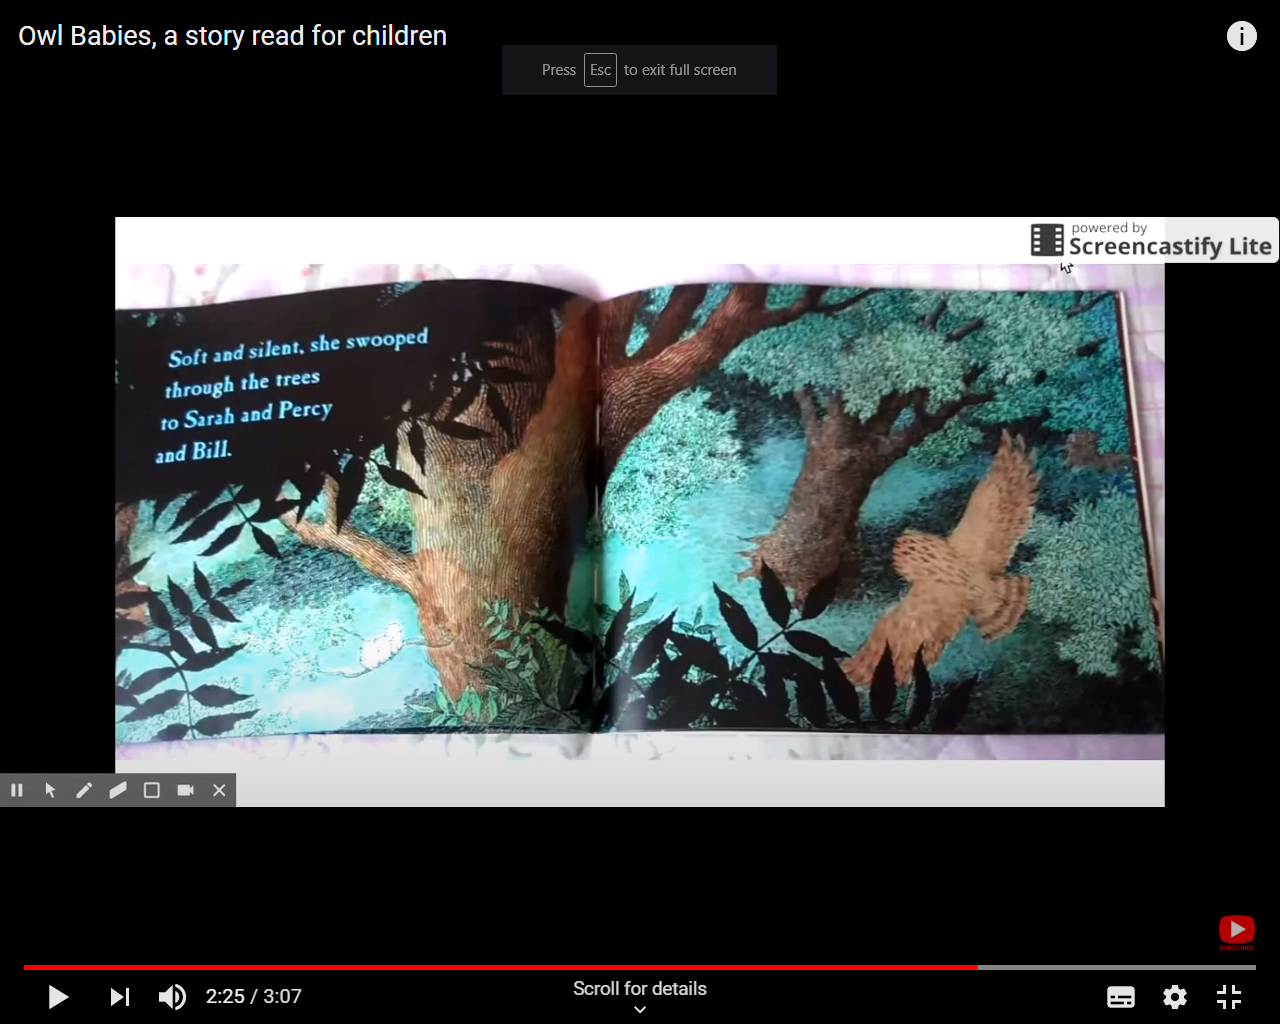 Owl Babies, a story read for children
Press Esc to exit full screen
powered by
Screencastify Lite
Soft and silent, she swooped
through the trees
to Sarah and Percy
and Bill.
SUBSCRIBE
2:25 / 3:07
Scroll for details